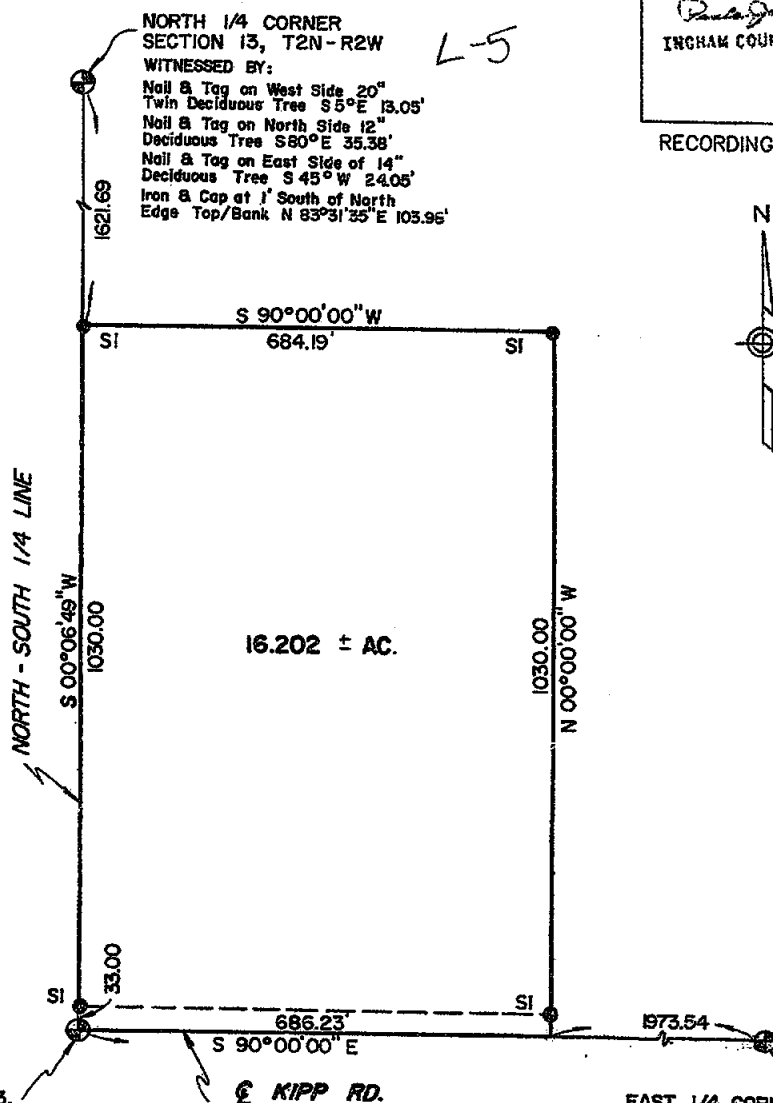 NORTH 1/4 CORNER
SECTION 13, T2N-R2W
L-5
WITNESSED BY:
Nail & Tag on West Side 20"
Twin Deciduous Tree S5°E 13.05'
Nail & Tag on North Side 12"
Deciduous Tree S80°E 35.38'
Nail & Tag on East Side of 14"
Deciduous Tree S 45° W 24.05'
Iron & Cap at 1' South of North
Edge Top/Bank N 83°31'35"E 103.96'
INGHAM
RECORDING
N
1621.69
S 90°00'00"W
684.19'
SI
SI
NORTH - SOUTH 1/4 LINE
S 00°06'49"W
1030.00
16.202 ± AC.
1030.00
N 00°00'00"W
33.00
SI
SI
686.23'
S 90°00'00"E
1973.54
℄ KIPP RD.
EAST 1/4